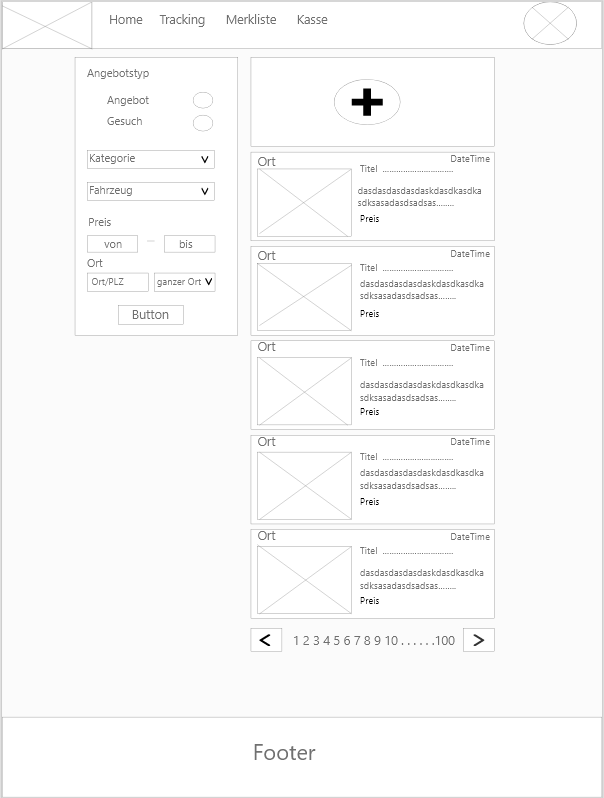 Home Tracking Merkliste Kasse
Angebotstyp
Angebot
Gesuch
Kategorie
Fahrzeug
Preis
von – bis
Ort
Ort/PLZ ganzer Ort
Button
Ort DateTime
Titel ..............................
dasdasdasdasdaskdasdkasdka
sdksasadasdsadsas........
Preis
Ort DateTime
Titel ..............................
dasdasdasdasdaskdasdkasdka
sdksasadasdsadsas........
Preis
Ort DateTime
Titel ..............................
dasdasdasdasdaskdasdkasdka
sdksasadasdsadsas........
Preis
Ort DateTime
Titel ..............................
dasdasdasdasdaskdasdkasdka
sdksasadasdsadsas........
Preis
Ort DateTime
Titel ..............................
dasdasdasdasdaskdasdkasdka
sdksasadasdsadsas........
Preis
< 1 2 3 4 5 6 7 8 9 10 . . . . . .100 >
Footer